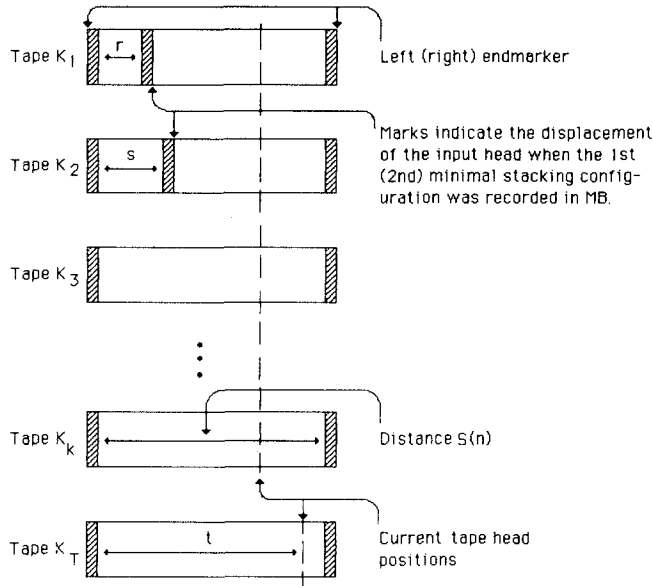 Tape K1
r
Left (right) endmarker
Marks indicate the displacement
of the input head when the 1st
(2nd) minimal stacking config-
uration was recorded in MB.
Tape K2
s
Tape K3
Tape Kk
Distance S(n)
Current tape head
positions
Tape KT
t